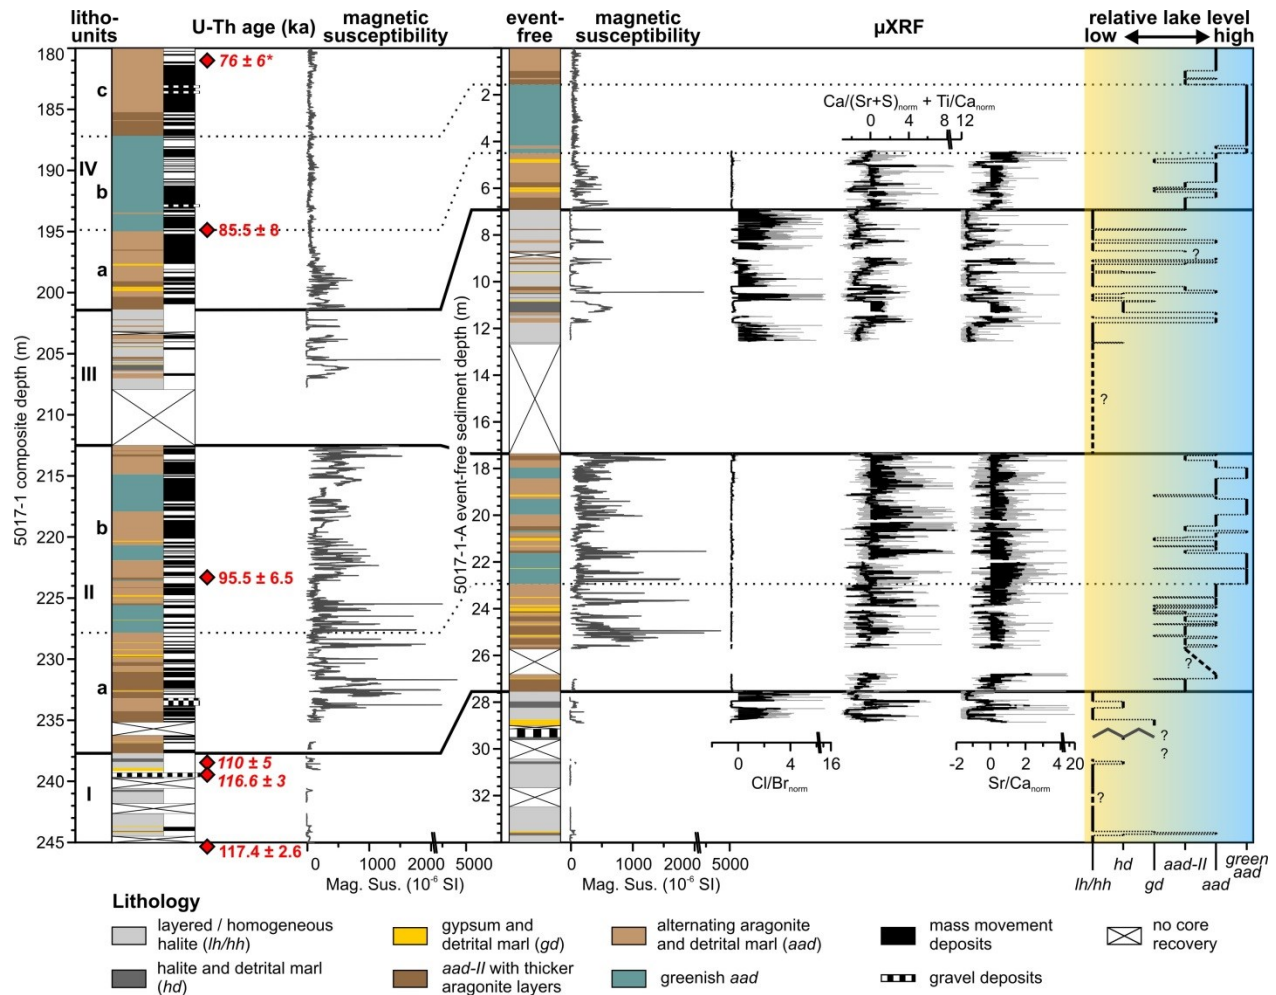 litho-
units
U-Th age (ka)
magnetic
susceptibility
event-
free
magnetic
susceptibility
µXRF
relative lake level
low
high
5017-1 composite depth (m)
180
185
190
195
200
205
210
215
220
225
230
235
240
245
c
IV
b
a
III
b
II
a
I
76 ± 6*
85.5 ± 8
95.5 ± 6.5
110 ± 5
116.6 ± 3
117.4 ± 2.6
0 1000 2000 5000
Mag. Sus. (10⁻⁶ SI)
5017-1-A event-free sediment depth (m)
2
4
6
8
10
12
14
16
18
20
22
24
26
28
30
32
0 1000 2000 5000
Mag. Sus. (10⁻⁶ SI)
Ca/(Sr+S)norm + Ti/Canorm
0 4 8 12
0 4 8 12 16
Cl/Brnorm
-2 0 2 4 20
Sr/Canorm
?
?
?
?
?
?
lh/hh
hd
gd
aad-II
aad
green
aad
Lithology
layered / homogeneous
halite (lh/hh)
halite and detrital marl
(hd)
gypsum and
detrital marl (gd)
aad-II with thicker
aragonite layers
alternating aragonite
and detrital marl (aad)
greenish aad
mass movement
deposits
gravel deposits
no core
recovery